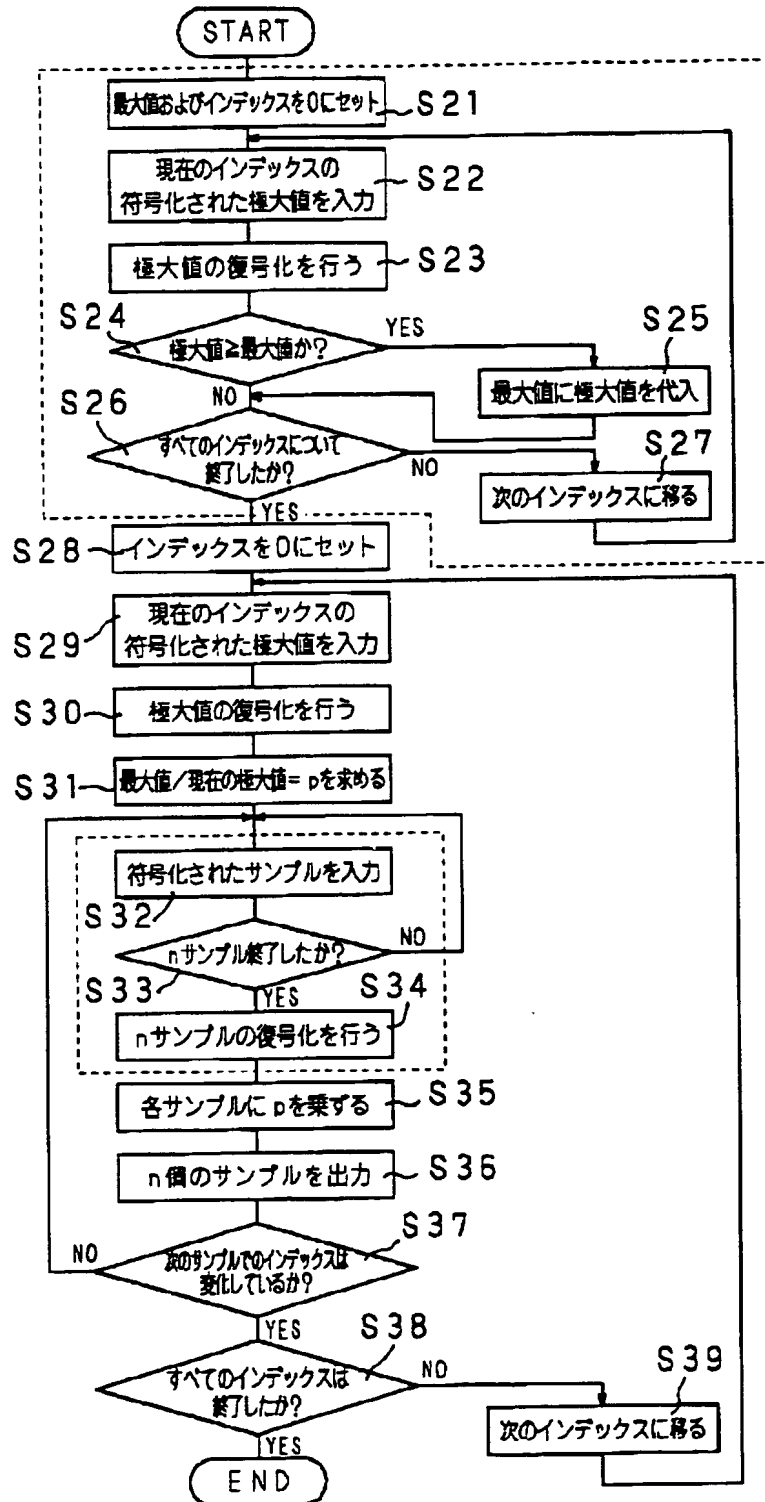 START
最大値およびインデックスを0にセット
S21
現在のインデックスの
符号化された極大値を入力
S22
極大値の復号化を行う
S23
S24
極大値≧最大値か?
YES
S25
最大値に極大値を代入
NO
S26
すべてのインデックスについて
終了したか?
NO
S27
次のインデックスに移る
YES
S28
インデックスを0にセット
現在のインデックスの
符号化された極大値を入力
S29
S30
極大値の復号化を行う
S31
最大値/現在の極大値=pを求める
符号化されたサンプルを入力
S32
nサンプル終了したか?
NO
S33
YES
S34
nサンプルの復号化を行う
各サンプルにpを乗ずる
S35
n個のサンプルを出力
S36
S37
NO
次のサンプルでのインデックスは
変化しているか?
YES
S38
すべてのインデックスは
終了したか?
NO
S39
次のインデックスに移る
YES
END